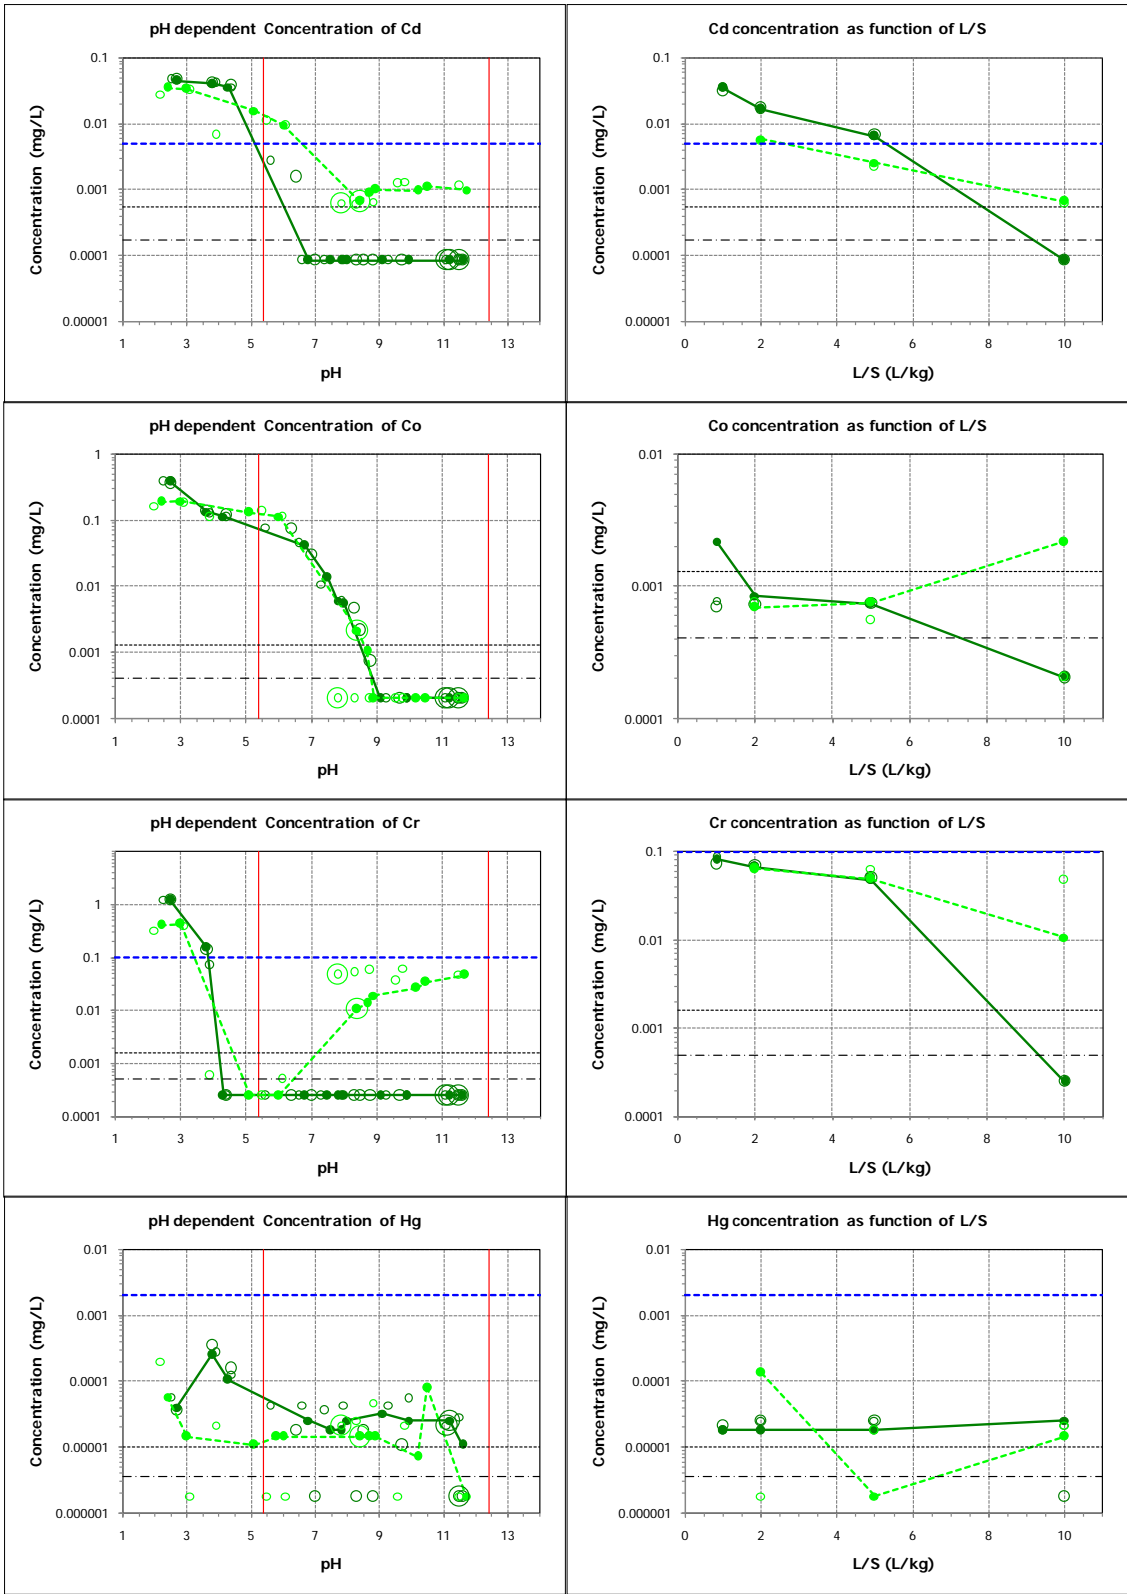 pH dependent Concentration of Cd
Concentration (mg/L)
0.1
0.01
0.001
0.0001
0.00001
1 3 5 7 9 11 13
pH
Cd concentration as function of L/S
Concentration (mg/L)
0.1
0.01
0.001
0.0001
0.00001
0 2 4 6 8 10
L/S (L/kg)
pH dependent Concentration of Co
Concentration (mg/L)
1
0.1
0.01
0.001
0.0001
1 3 5 7 9 11 13
pH
Co concentration as function of L/S
Concentration (mg/L)
0.01
0.001
0.0001
0 2 4 6 8 10
L/S (L/kg)
pH dependent Concentration of Cr
Concentration (mg/L)
1
0.1
0.01
0.001
0.0001
1 3 5 7 9 11 13
pH
Cr concentration as function of L/S
Concentration (mg/L)
0.1
0.01
0.001
0.0001
0 2 4 6 8 10
L/S (L/kg)
pH dependent Concentration of Hg
Concentration (mg/L)
0.01
0.001
0.0001
0.00001
0.000001
1 3 5 7 9 11 13
pH
Hg concentration as function of L/S
Concentration (mg/L)
0.01
0.001
0.0001
0.00001
0.000001
0 2 4 6 8 10
L/S (L/kg)